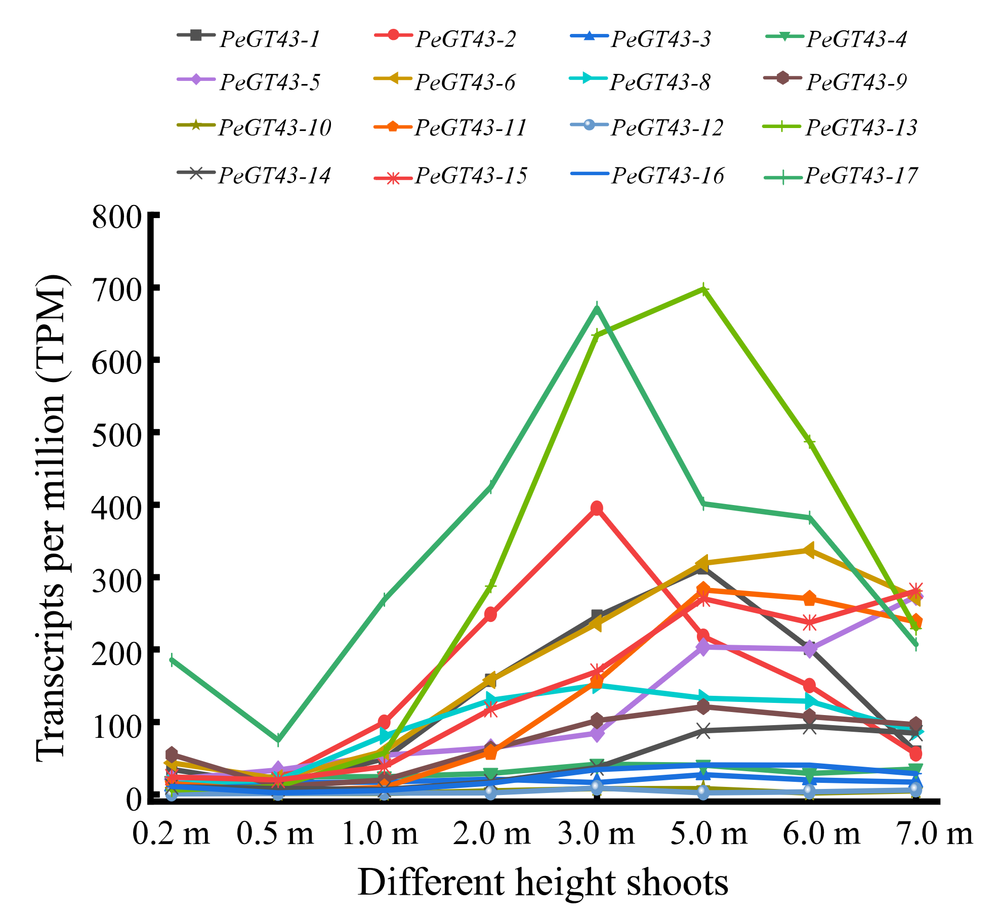 PeGT43-1 PeGT43-2 PeGT43-3 PeGT43-4
PeGT43-5 PeGT43-6 PeGT43-8 PeGT43-9
PeGT43-10 PeGT43-11 PeGT43-12 PeGT43-13
PeGT43-14 PeGT43-15 PeGT43-16 PeGT43-17
Transcripts per million (TPM)
800
700
600
500
400
300
200
100
0
0.2 m 0.5 m 1.0 m 2.0 m 3.0 m 5.0 m 6.0 m 7.0 m
Different height shoots